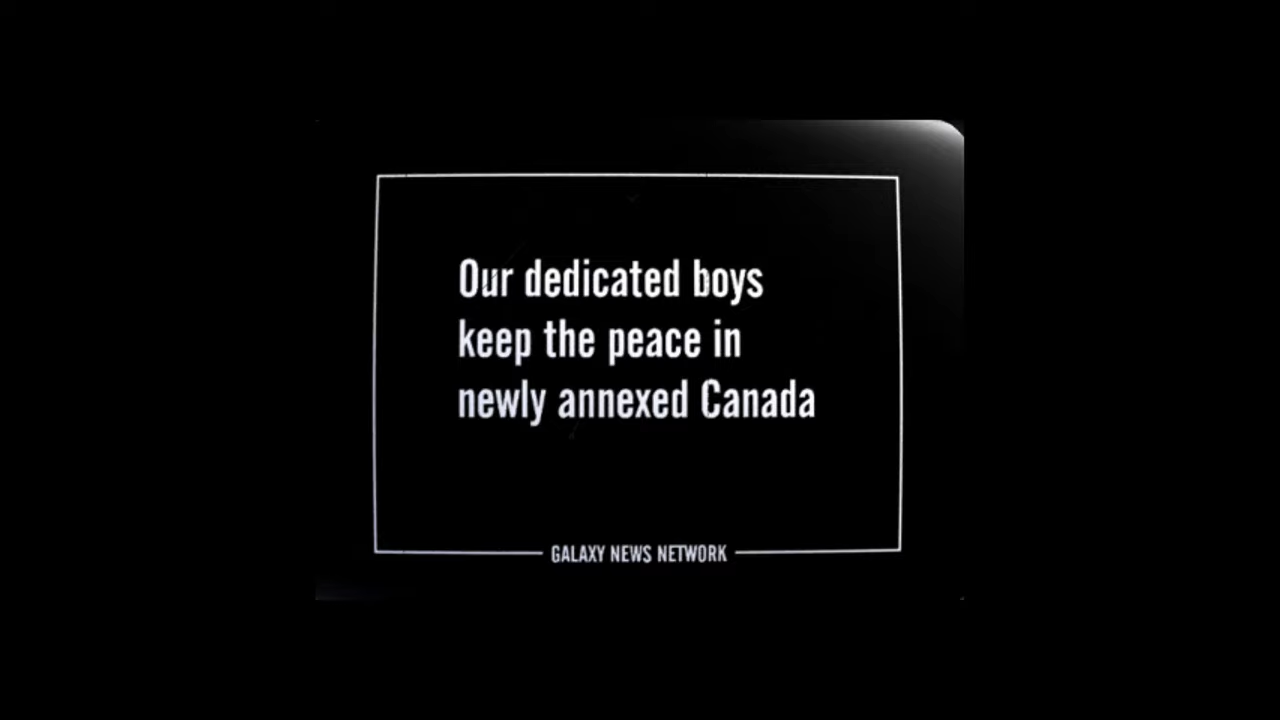 Our dedicated boys
keep the peace in
newly annexed Canada
GALAXY NEWS NETWORK